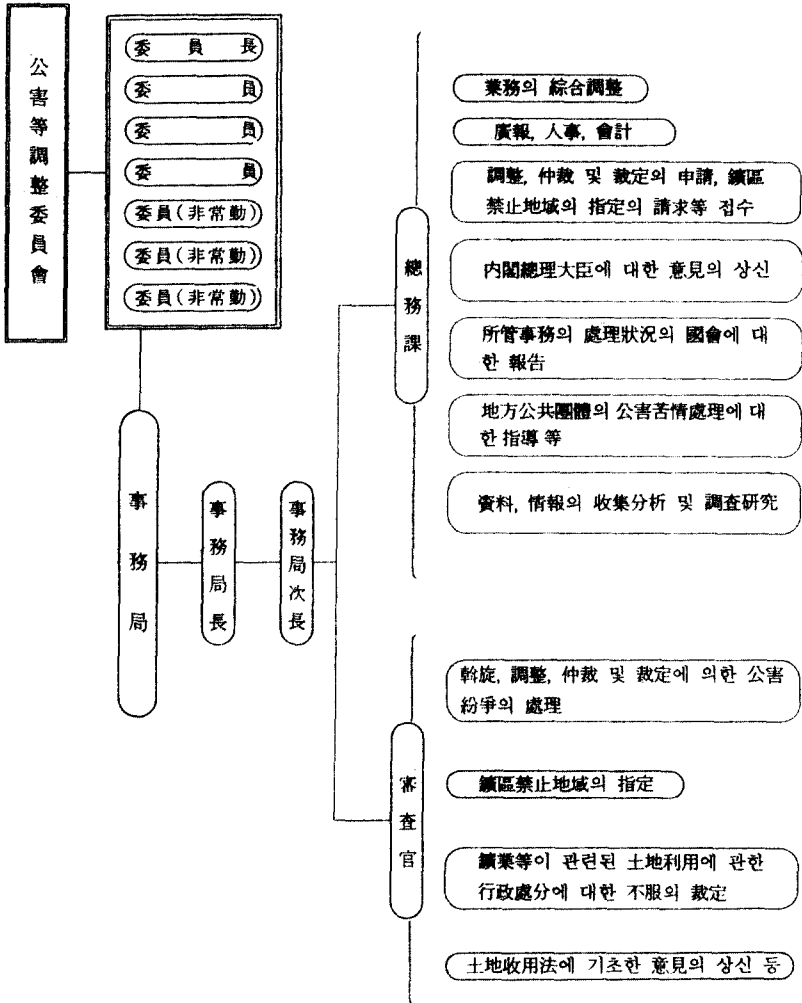 公害等調整委員會
委員長
委員
委員
委員
委員(非常勤)
委員(非常勤)
委員(非常勤)
事務局
事務局長
事務局次長
總務課
業務의 綜合調整
廣報, 人事, 會計
調整, 仲裁 및 裁定의 申請, 鑛區
禁止地域의 指定의 請求等 접수
内閣總理大臣에 대한 意見의 상신
所管事務의 處理狀況의 國會에 대
한 報告
地方公共團體의 公害苦情處理에 대
한 指導 等
資料, 情報의 收集分析 및 調査硏究
審査官
斡旋, 調整, 仲裁 및 裁定에 의한 公害
紛爭의 處理
鑛區禁止地域의 指定
鑛業等이 관련된 土地利用에 관한
行政處分에 대한 不服의 裁定
土地收用法에 기초한 意見의 상신 등